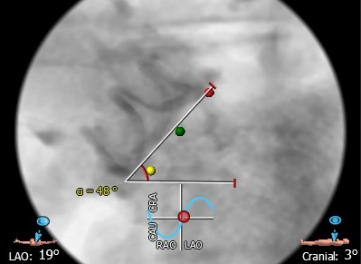 α = 48°
CRA
CAU
RAO LAO
LAO: 19°
Cranial: 3°